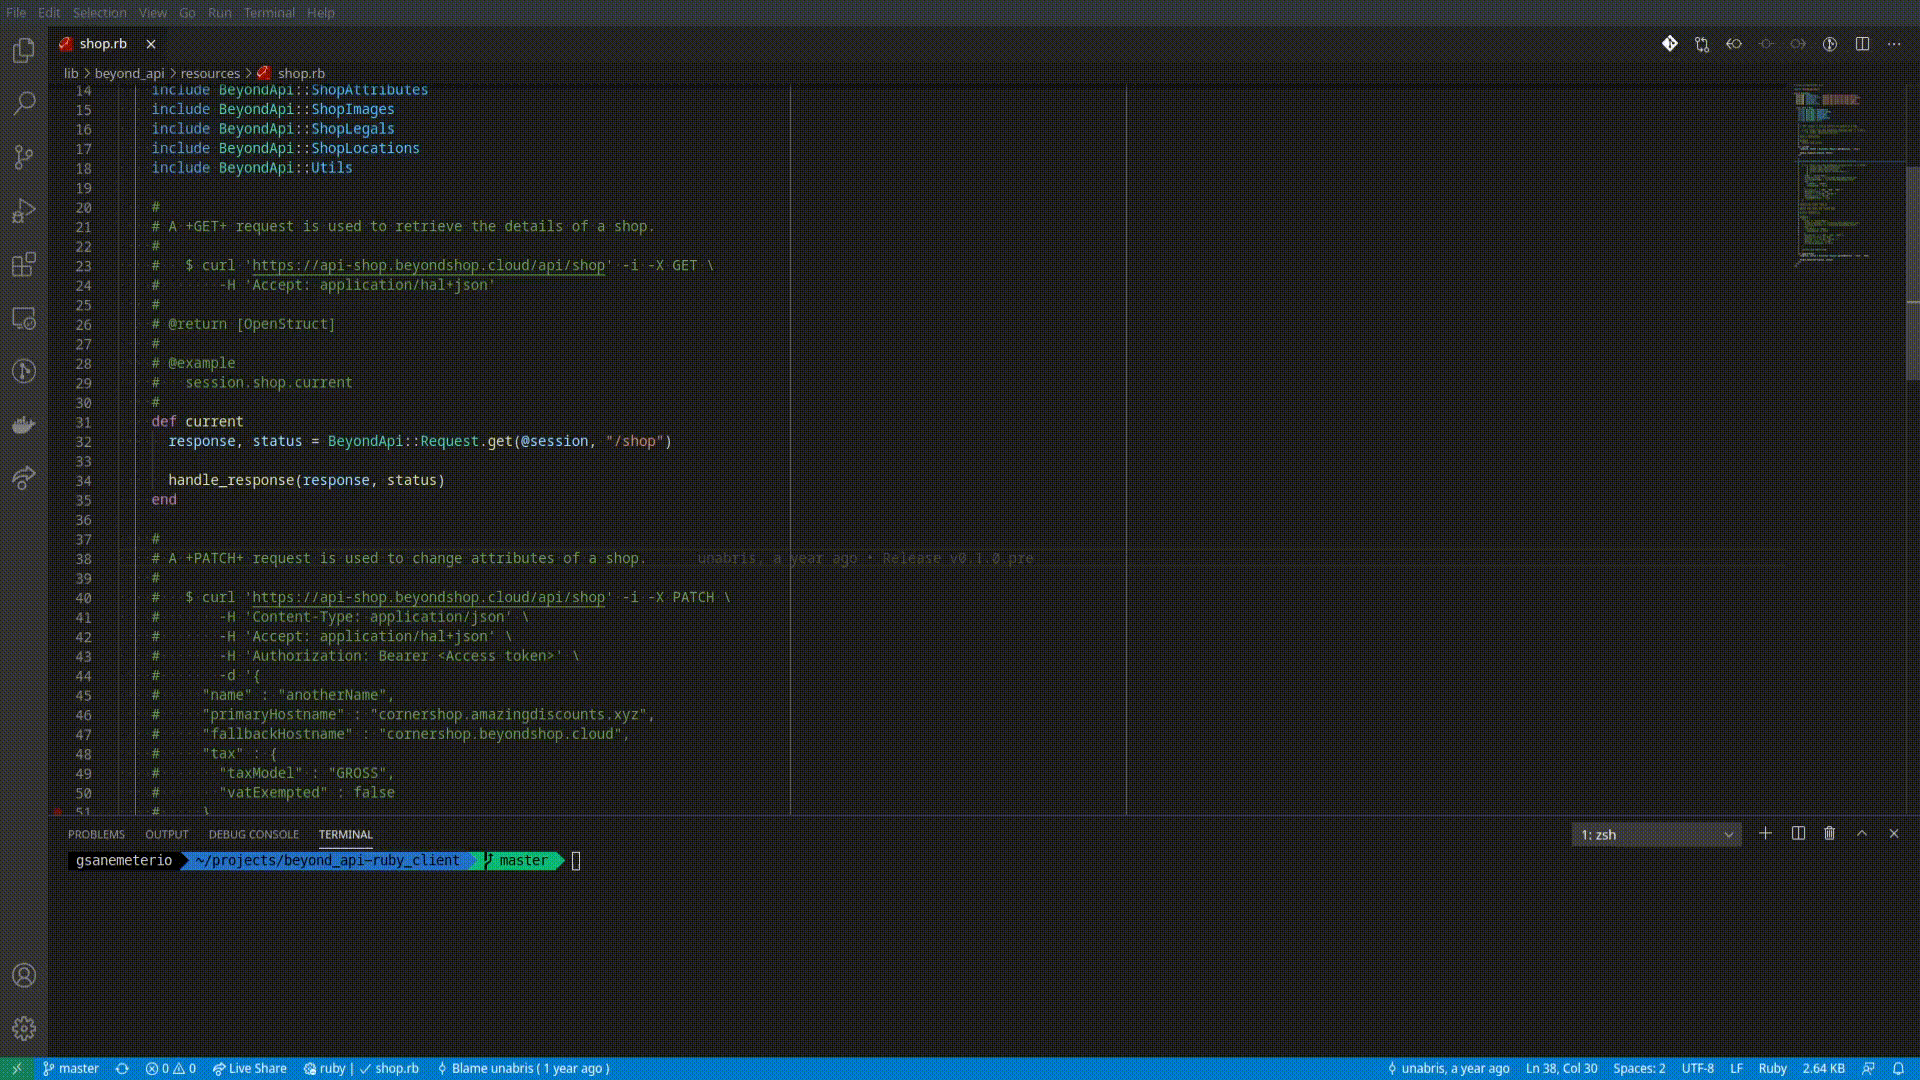 File Edit Selection View Go Run Terminal Help
shop.rb
lib > beyond_api > resources > shop.rb
14 include BeyondApi::ShopAttributes
15 include BeyondApi::ShopImages
16 include BeyondApi::ShopLegals
17 include BeyondApi::ShopLocations
18 include BeyondApi::Utils
19
20 #
21 # A +GET+ request is used to retrieve the details of a shop.
22 #
23 #   $ curl 'https://api-shop.beyondshop.cloud/api/shop' -i -X GET \
24 #       -H 'Accept: application/hal+json'
25 #
26 # @return [OpenStruct]
27 #
28 # @example
29 #   session.shop.current
30 #
31 def current
32   response, status = BeyondApi::Request.get(@session, "/shop")
33
34   handle_response(response, status)
35 end
36
37 #
38 # A +PATCH+ request is used to change attributes of a shop. unabris, a year ago • Release v0.1.0.pre
39 #
40 #   $ curl 'https://api-shop.beyondshop.cloud/api/shop' -i -X PATCH \
41 #       -H 'Content-Type: application/json' \
42 #       -H 'Accept: application/hal+json' \
43 #       -H 'Authorization: Bearer <Access token>' \
44 #       -d '{
45 #     "name" : "anotherName",
46 #     "primaryHostname" : "cornershop.amazingdiscounts.xyz",
47 #     "fallbackHostname" : "cornershop.beyondshop.cloud",
48 #     "tax" : {
49 #       "taxModel" : "GROSS",
50 #       "vatExempted" : false
51 #     }
PROBLEMS OUTPUT DEBUG CONSOLE TERMINAL 1: zsh
gsanemeterio ~/projects/beyond_api-ruby_client master
master 0 0 Live Share ruby | ✓ shop.rb Blame unabris ( 1 year ago ) unabris, a year ago Ln 38, Col 30 Spaces: 2 UTF-8 LF Ruby 2.64 KB